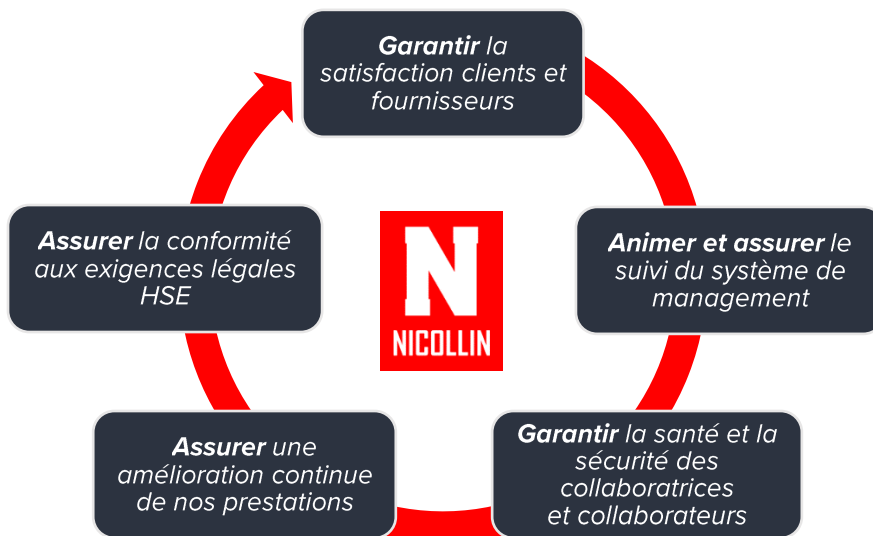 Garantir la
satisfaction clients et
fournisseurs
Animer et assurer le
suivi du système de
management
Garantir la santé et la
sécurité des
collaboratrices
et collaborateurs
Assurer une
amélioration continue
de nos prestations
Assurer la conformité
aux exigences légales
HSE
N
NICOLLIN